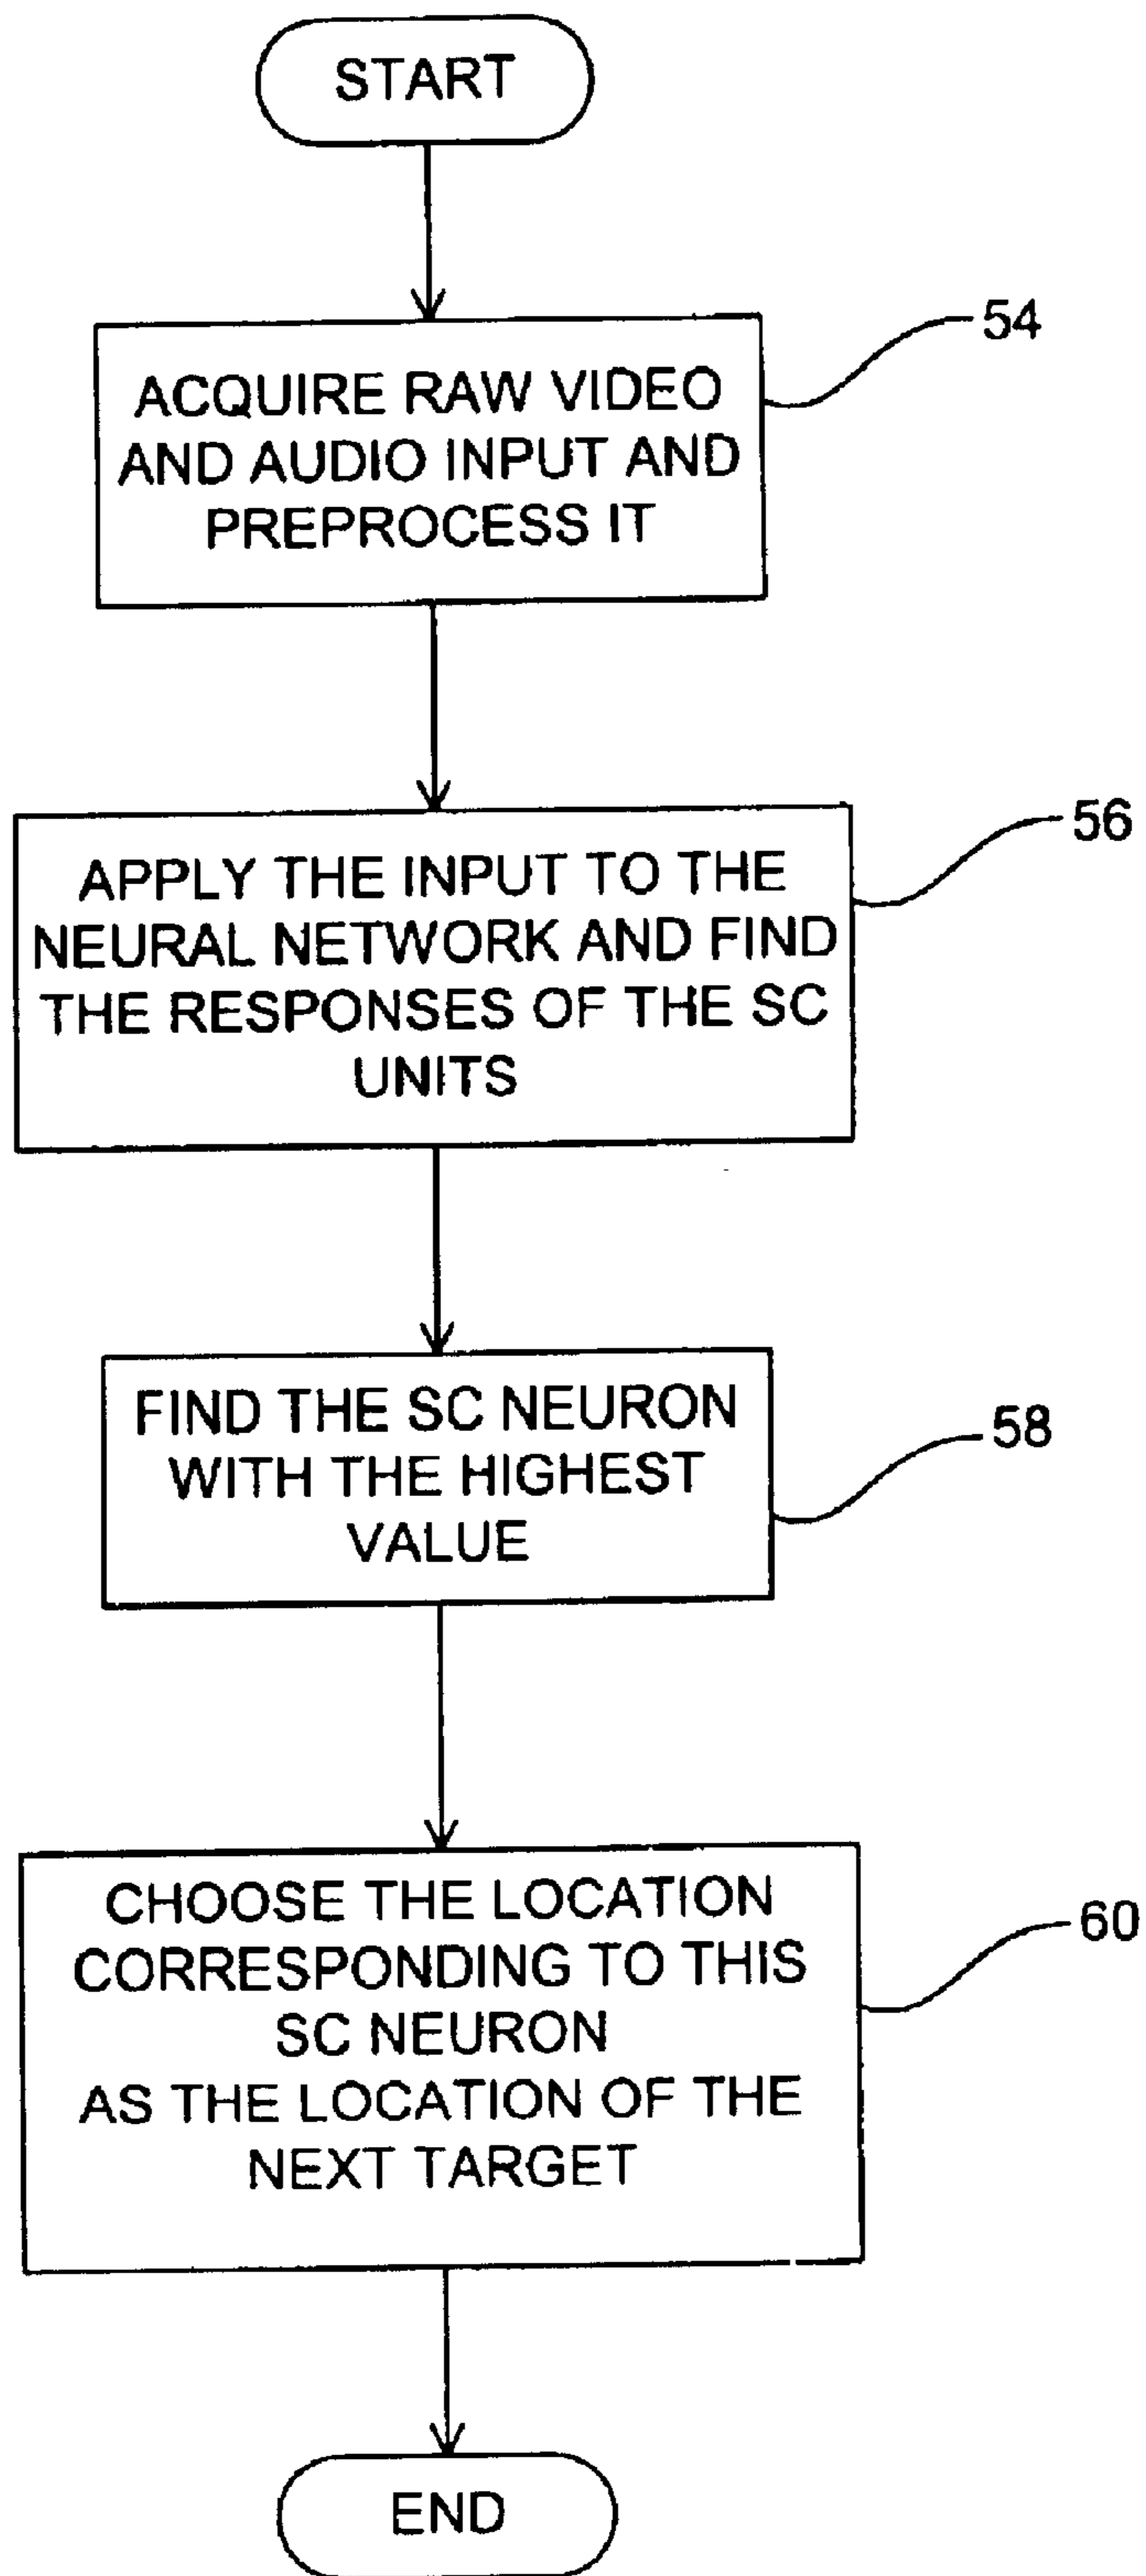 START
54
ACQUIRE RAW VIDEO
AND AUDIO INPUT AND
PREPROCESS IT
56
APPLY THE INPUT TO THE
NEURAL NETWORK AND FIND
THE RESPONSES OF THE SC
UNITS
58
FIND THE SC NEURON
WITH THE HIGHEST
VALUE
60
CHOOSE THE LOCATION
CORRESPONDING TO THIS
SC NEURON
AS THE LOCATION OF THE
NEXT TARGET
END